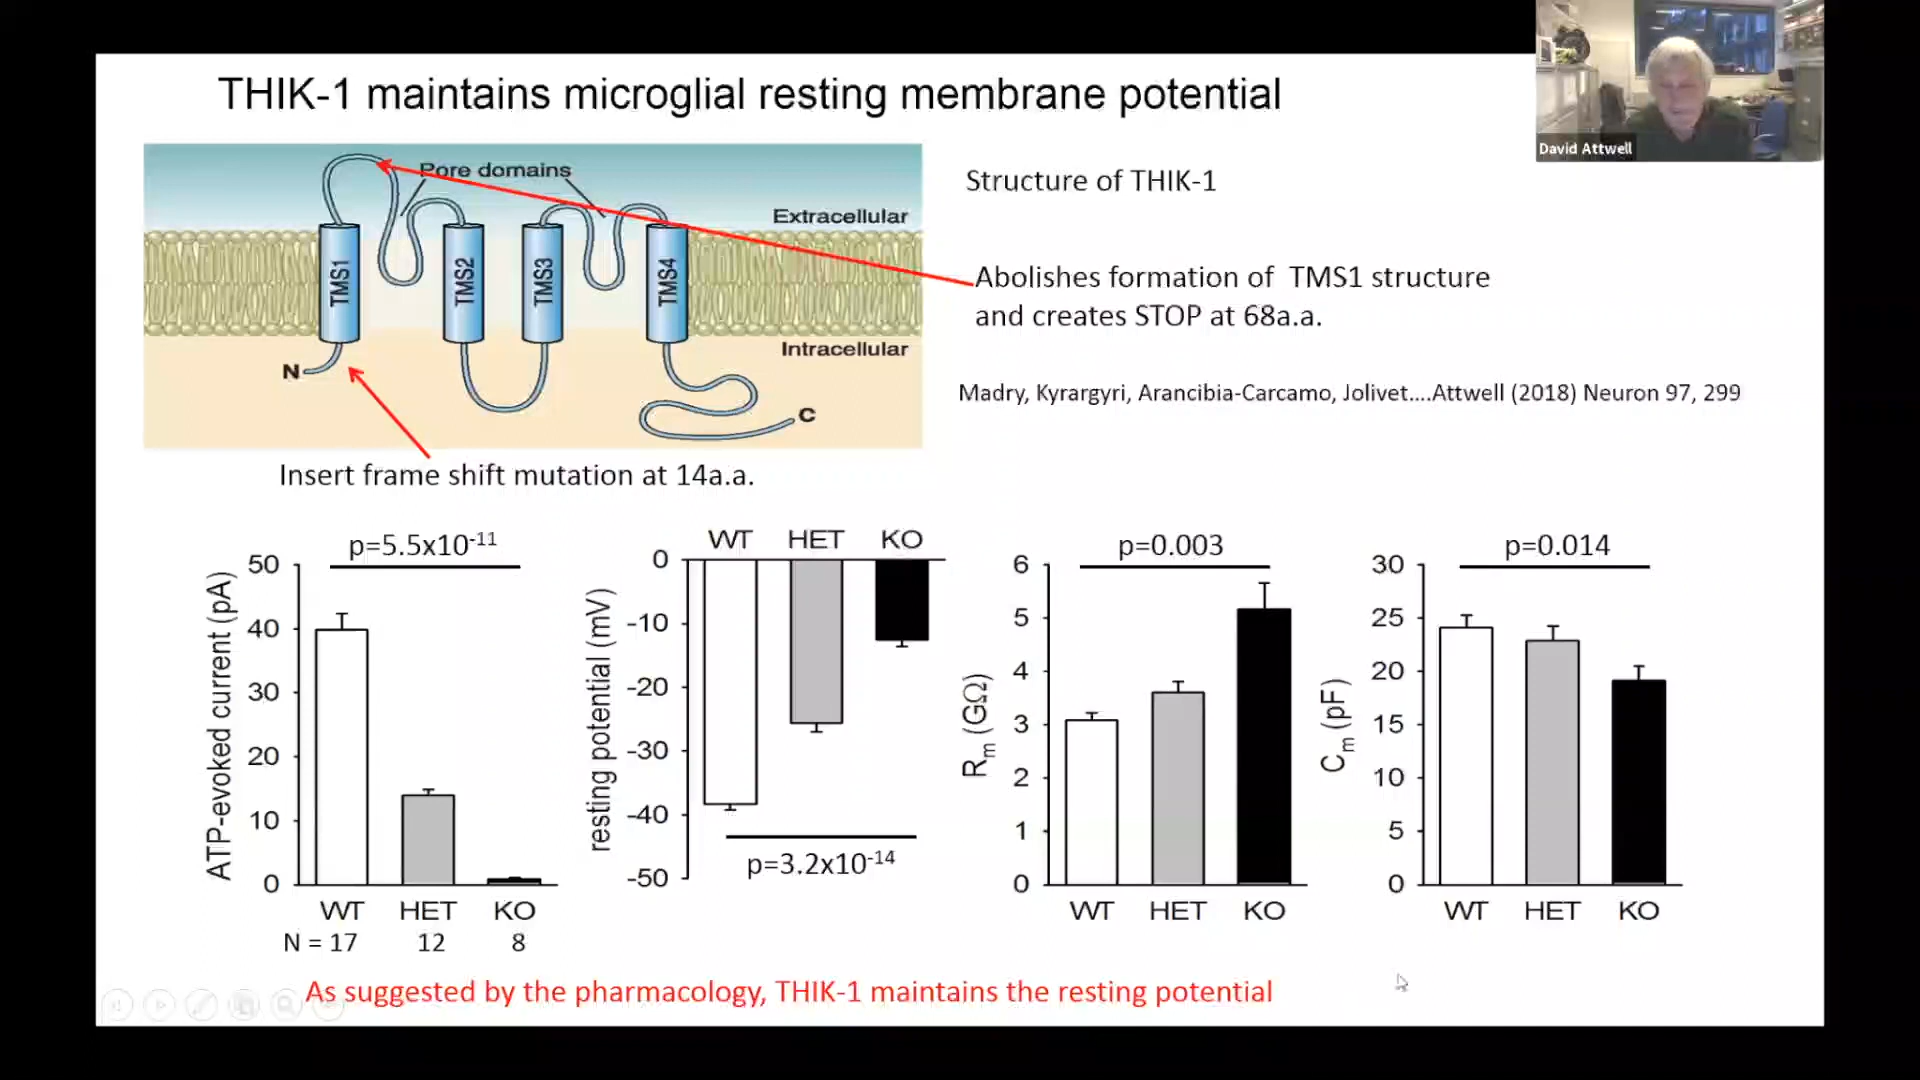 THIK-1 maintains microglial resting membrane potential
David Attwell
Pore domains
Extracellular
TMS1
TMS2
TMS3
TMS4
Intracellular
N
C
Structure of THIK-1
Abolishes formation of TMS1 structure
and creates STOP at 68a.a.
Madry, Kyrargyri, Arancibia-Carcamo, Jolivet....Attwell (2018) Neuron 97, 299
Insert frame shift mutation at 14a.a.
ATP-evoked current (pA)
p=5.5x10⁻¹¹
50
40
30
20
10
0
WT HET KO
N = 17 12 8
resting potential (mV)
WT HET KO
0
-10
-20
-30
-40
-50
p=3.2x10⁻¹⁴
Rm (GΩ)
p=0.003
6
5
4
3
2
1
0
WT HET KO
Cm (pF)
p=0.014
30
25
20
15
10
5
0
WT HET KO
As suggested by the pharmacology, THIK-1 maintains the resting potential